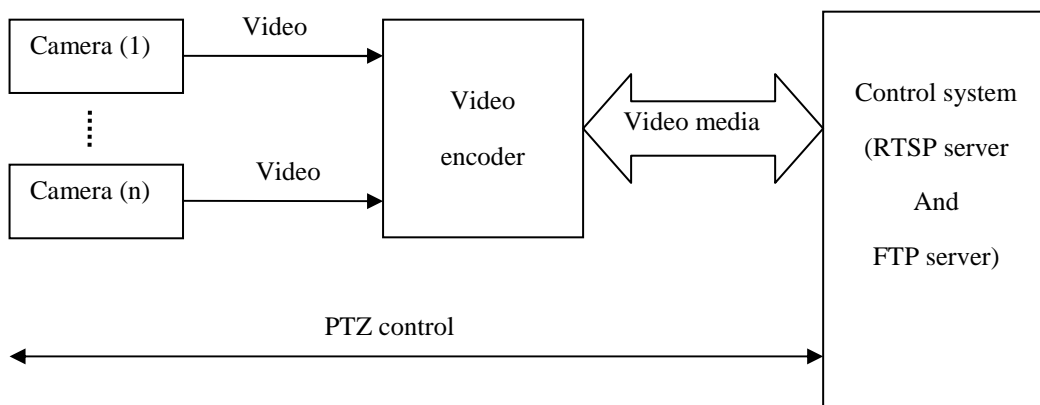 Camera (1)
Video
Video
encoder
Video media
Control system
(RTSP server
And
FTP server)
Camera (n)
Video
PTZ control